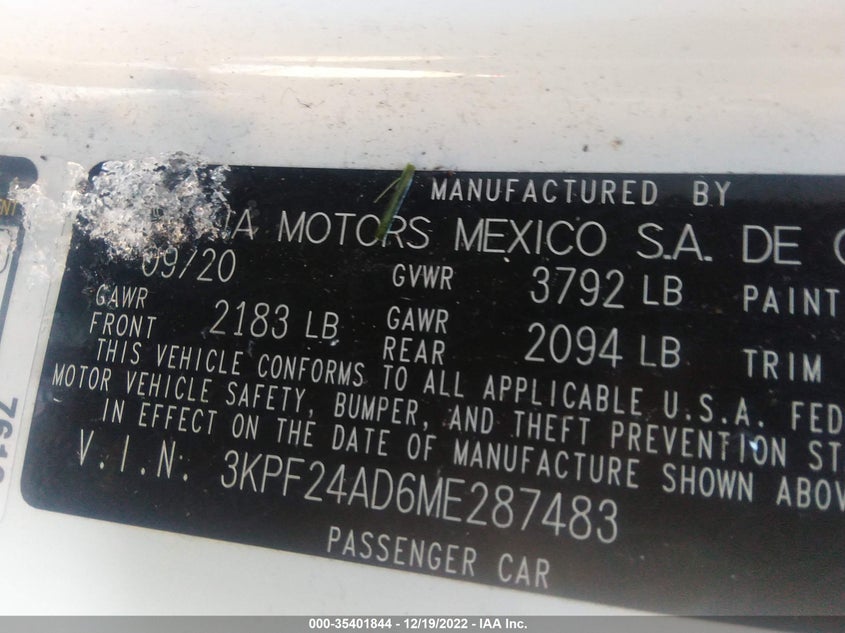 MANUFACTURED BY
KIA MOTORS MEXICO S.A. DE C
09/20 GVWR 3792 LB PAINT
GAWR FRONT 2183 LB GAWR REAR 2094 LB TRIM
THIS VEHICLE CONFORMS TO ALL APPLICABLE U.S.A. FED
MOTOR VEHICLE SAFETY, BUMPER, AND THEFT PREVENTION ST
IN EFFECT ON THE DATE OF MANUFACTURE SHOWN ABOV
V.I.N: 3KPF24AD6ME287483
PASSENGER CAR
000-35401844 - 12/19/2022 - IAA Inc.